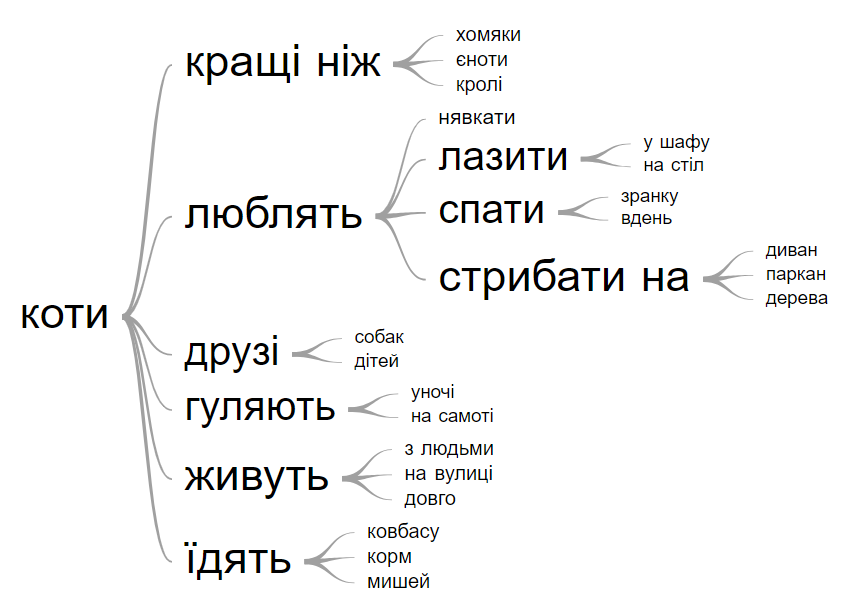 коти
кращі ніж
хомяки
єноти
кролі
люблять
нявкати
лазити
у шафу
на стіл
спати
зранку
вдень
стрибати на
диван
паркан
дерева
друзі
собак
дітей
гуляють
уночі
на самоті
живуть
з людьми
на вулиці
довго
їдять
ковбасу
корм
мишей